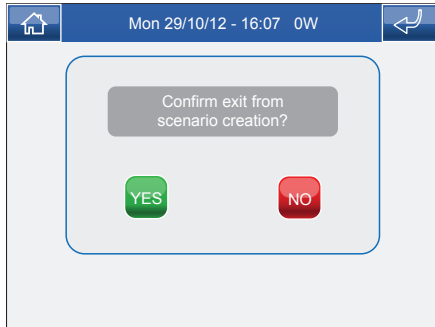 Mon 29/10/12 - 16:07 0W
Confirm exit from
scenario creation?
YES NO